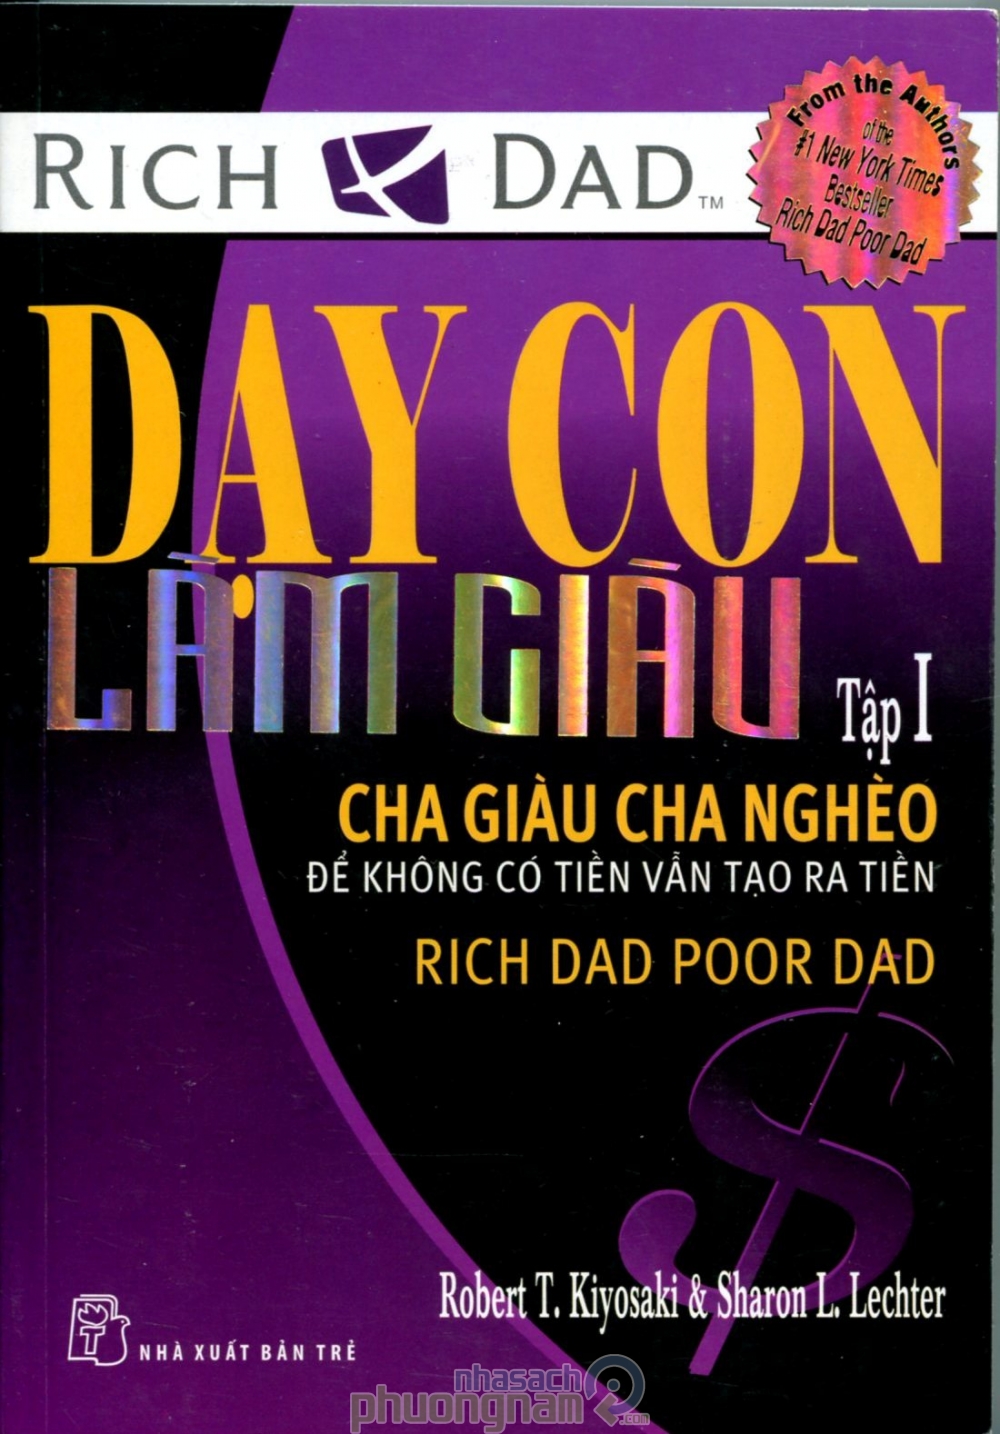 RICH DAD™
From the Authors
of the
#1 New York Times
Bestseller
Rich Dad Poor Dad
DẠY CON
LÀM GIÀU
Tập I
CHA GIÀU CHA NGHÈO
ĐỂ KHÔNG CÓ TIỀN VẪN TẠO RA TIỀN
RICH DAD POOR DAD
Robert T. Kiyosaki & Sharon L. Lechter
T
NHÀ XUẤT BẢN TRẺ
nhasach
phuongnam.com